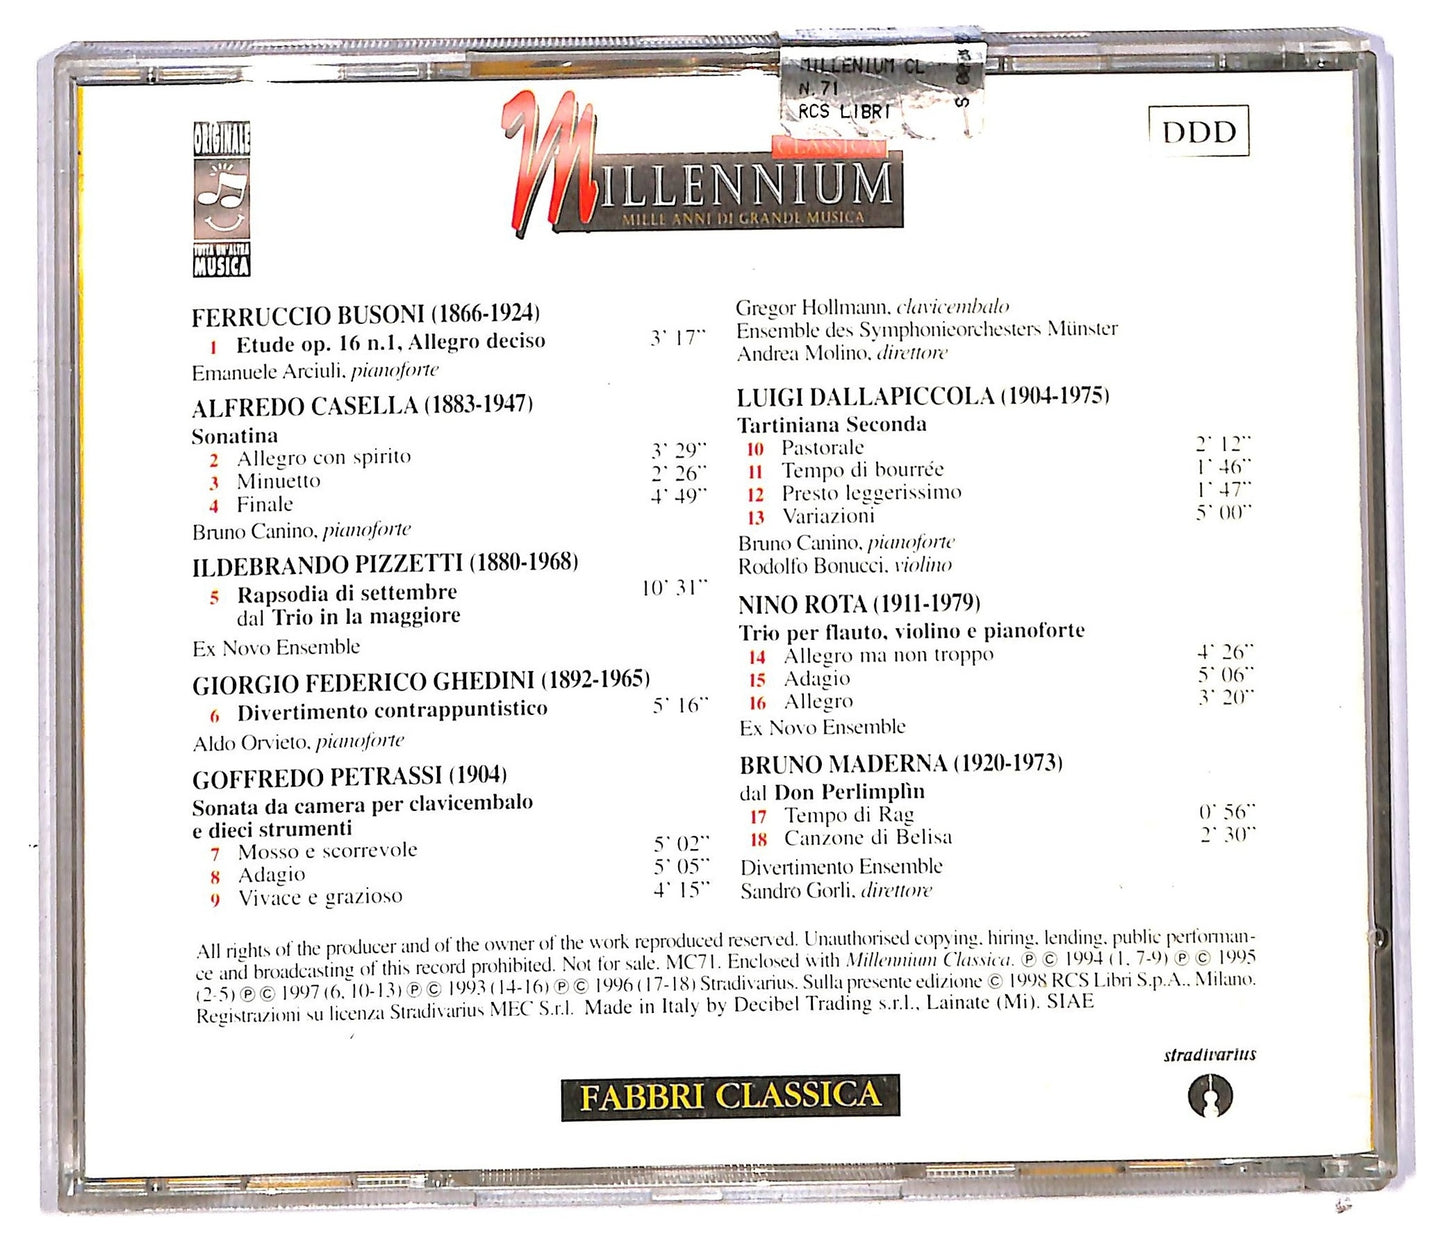 MILLENIUM CL
N.71
RCS LIBRI
ORIGINALE
TUTTA UN'ALTRA
MUSICA
CLASSICA
MILLENNIUM
MILLE ANNI DI GRANDE MUSICA
DDD
FERRUCCIO BUSONI (1866-1924)
1 Etude op. 16 n.1, Allegro deciso 3' 17''
Emanuele Arciuli, pianoforte
ALFREDO CASELLA (1883-1947)
Sonatina
2 Allegro con spirito 3' 29''
3 Minuetto 2' 26''
4 Finale 4' 49''
Bruno Canino, pianoforte
ILDEBRANDO PIZZETTI (1880-1968)
5 Rapsodia di settembre 10' 31''
dal Trio in la maggiore
Ex Novo Ensemble
GIORGIO FEDERICO GHEDINI (1892-1965)
6 Divertimento contrappuntistico 5' 16''
Aldo Orvieto, pianoforte
GOFFREDO PETRASSI (1904)
Sonata da camera per clavicembalo
e dieci strumenti
7 Mosso e scorrevole 5' 02''
8 Adagio 5' 05''
9 Vivace e grazioso 4' 15''
Gregor Hollmann, clavicembalo
Ensemble des Symphonieorchesters Münster
Andrea Molino, direttore
LUIGI DALLAPICCOLA (1904-1975)
Tartiniana Seconda
10 Pastorale 2' 12''
11 Tempo di bourrée 1' 46''
12 Presto leggerissimo 1' 47''
13 Variazioni 5' 00''
Bruno Canino, pianoforte
Rodolfo Bonucci, violino
NINO ROTA (1911-1979)
Trio per flauto, violino e pianoforte
14 Allegro ma non troppo 4' 26''
15 Adagio 5' 06''
16 Allegro 3' 20''
Ex Novo Ensemble
BRUNO MADERNA (1920-1973)
dal Don Perlimplìn
17 Tempo di Rag 0' 56''
18 Canzone di Belisa 2' 30''
Divertimento Ensemble
Sandro Gorli, direttore
All rights of the producer and of the owner of the work reproduced reserved. Unauthorised copying, hiring, lending, public performan-
ce and broadcasting of this record prohibited. Not for sale. MC71. Enclosed with Millennium Classica. ℗ © 1994 (1, 7-9) ℗ © 1995
(2-5) ℗ © 1997 (6, 10-13) ℗ © 1993 (14-16) ℗ © 1996 (17-18) Stradivarius. Sulla presente edizione © 1998 RCS Libri S.p.A., Milano.
Registrazioni su licenza Stradivarius MEC S.r.l. Made in Italy by Decibel Trading s.r.l., Lainate (Mi). SIAE
stradivarius
FABBRI CLASSICA